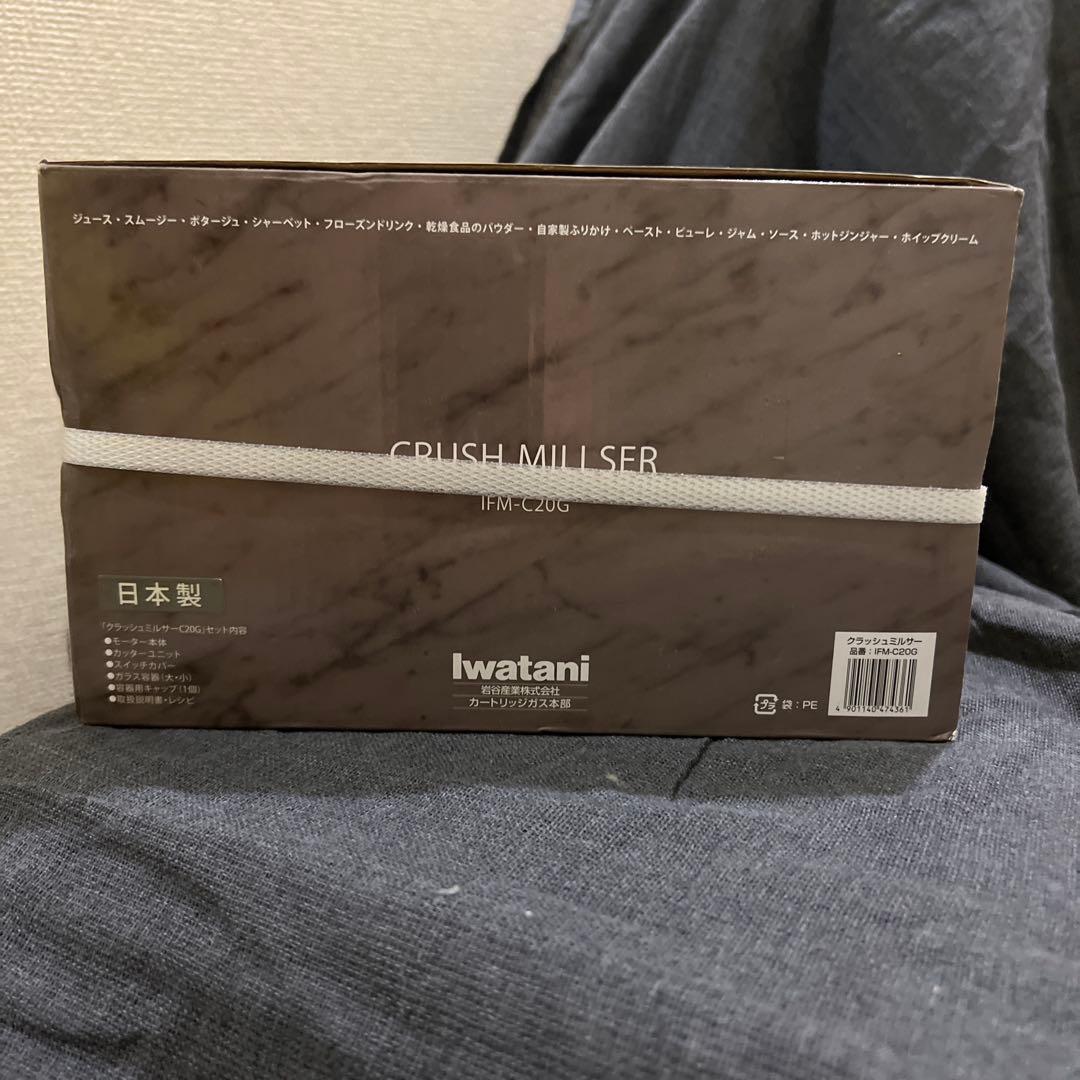 ジュース・スムージー・ポタージュ・シャーベット・フローズンドリンク・乾燥食品のパウダー・自家製ふりかけ・ペースト・ピューレ・ジャム・ソース・ホットジンジャー・ホイップクリーム
CRUSH MILLSER
IFM-C20G
日本製
「クラッシュミルサーC20G」セット内容
●モーター本体
●カッターユニット
●スイッチカバー
●ガラス容器(大・小)
●容器用キャップ(1個)
●取扱説明書・レシピ
Iwatani
岩谷産業株式会社
カートリッジガス本部
プラ 袋:PE
クラッシュミルサー
品番:IFM-C20G
4 901140 474361